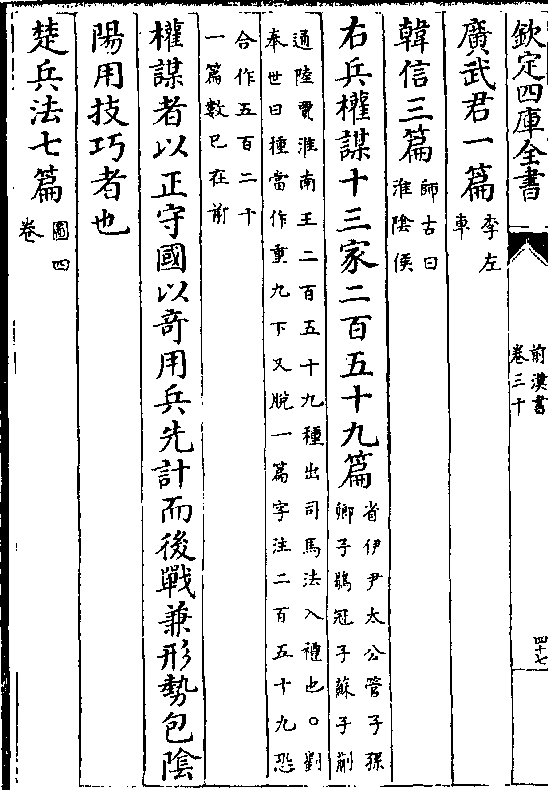 欽定四庫全書
前漢書
卷三十
四十七
廣武君一篇
李左
車
韓信三篇
師古曰
淮陰侯
右兵權謀十三家二百五十九篇
省伊尹太公管子孫
卿子鶡冠子蘇子蒯
通陸賈淮南王二百五十九種出司馬法入禮也○劉
奉世曰種當作重九下又脫一篇字注二百五十九恐
合作五百二十
一篇數已在前
權謀者以正守國以奇用兵先計而後戰兼形勢包陰
陽用技巧者也
楚兵法七篇
圖四
卷